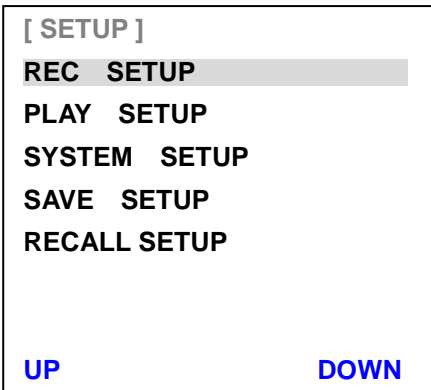 [ SETUP ]
REC SETUP
PLAY SETUP
SYSTEM SETUP
SAVE SETUP
RECALL SETUP
UP DOWN